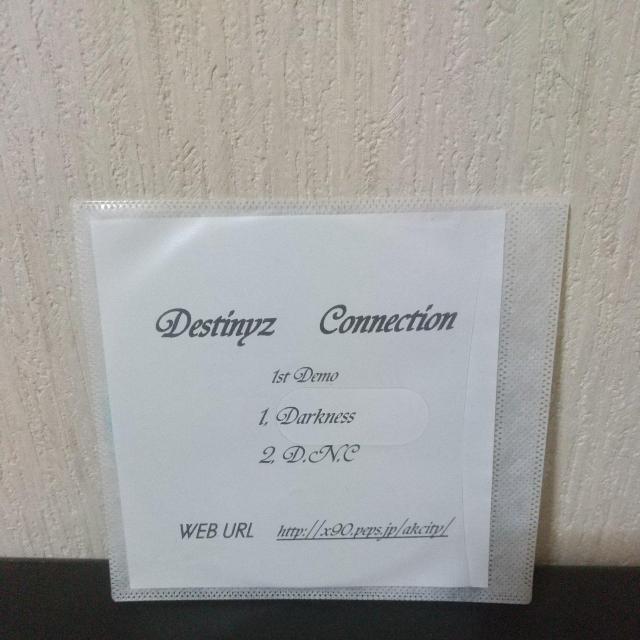 Destinyz Connection
1st Demo
1. Darkness
2. D.N.C
WEB URL http://x90.peps.jp/akcity/